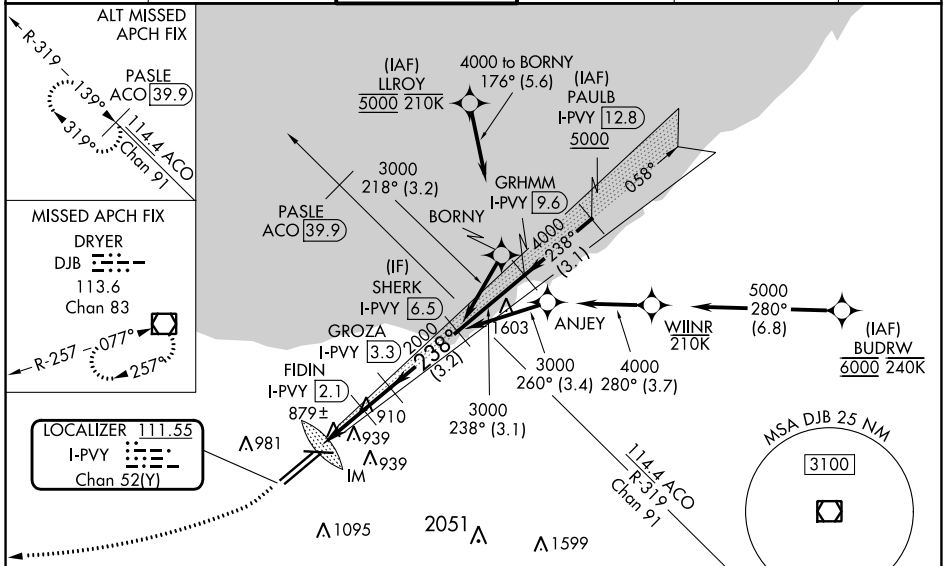 ALT MISSED
APCH FIX
R-319
139°
319°
PASLE
ACO 39.9
114.4 ACO
Chan 91
MISSED APCH FIX
DRYER
DJB
113.6
Chan 83
R-257
077°
257°
LOCALIZER 111.55
I-PVY
Chan 52(Y)
(IAF)
LLROY
5000 210K
4000 to BORNY
176° (5.6)
(IAF)
PAULB
I-PVY 12.8
5000
058°
3000
218° (3.2)
GRHMM
I-PVY 9.6
BORNY
4000
238°
(3.1)
PASLE
ACO 39.9
(IF)
SHERK
I-PVY 6.5
1603
ANJEY
WIINR
210K
5000
280°
(6.8)
(IAF)
BUDRW
6000 240K
GROZA
I-PVY 3.3
2000
238°
(3.2)
3000
260° (3.4)
4000
280° (3.7)
3000
238° (3.1)
FIDIN
I-PVY 2.1
879±
910
981
939
939
IM
1095
2051
1599
114.4 ACO
R-319
Chan 91
MSA DJB 25 NM
3100